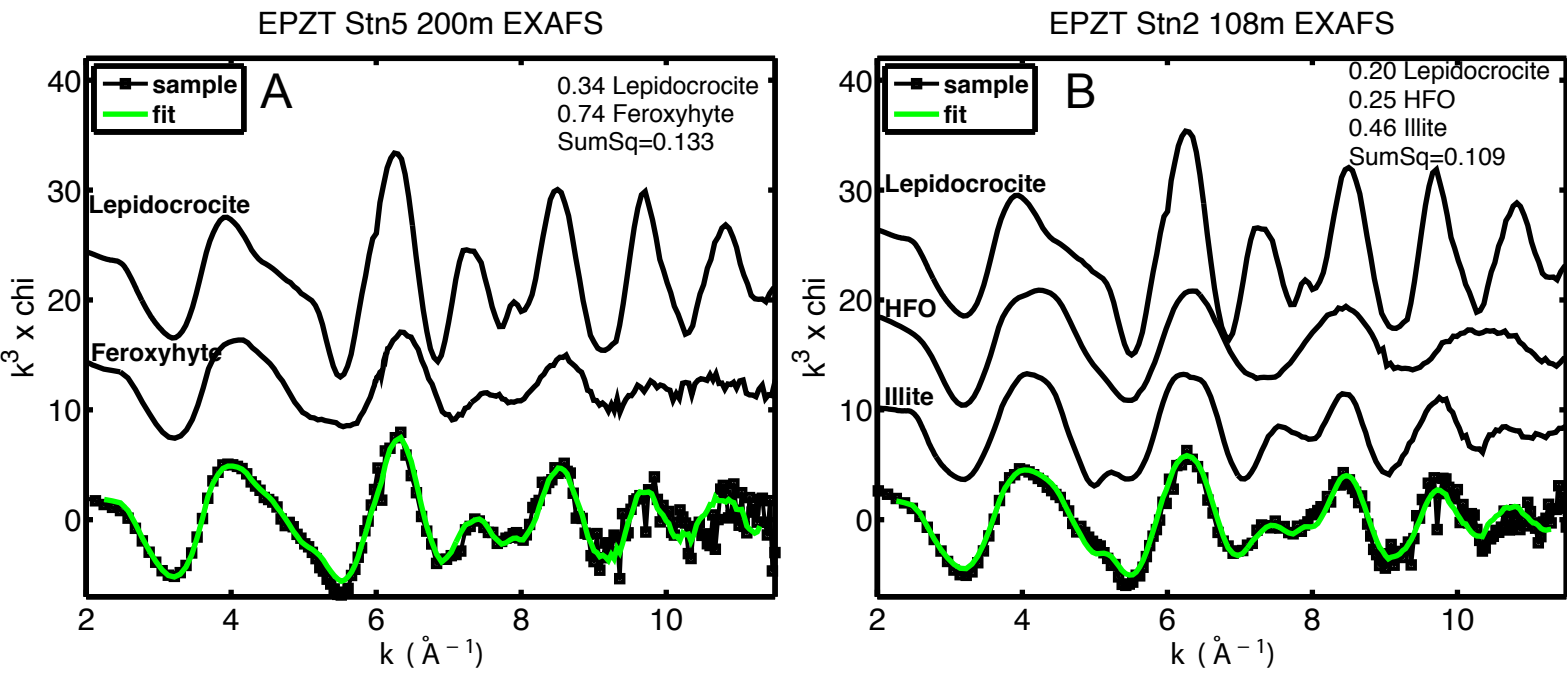 EPZT Stn5 200m EXAFS
sample
fit
A
0.34 Lepidocrocite
0.74 Feroxyhyte
SumSq=0.133
Lepidocrocite
Feroxyhyte
40
30
20
10
0
k³ x chi
2 4 6 8 10
k (Å⁻¹)
EPZT Stn2 108m EXAFS
sample
fit
B
0.20 Lepidocrocite
0.25 HFO
0.46 Illite
SumSq=0.109
Lepidocrocite
HFO
Illite
40
30
20
10
0
k³ x chi
2 4 6 8 10
k (Å⁻¹)